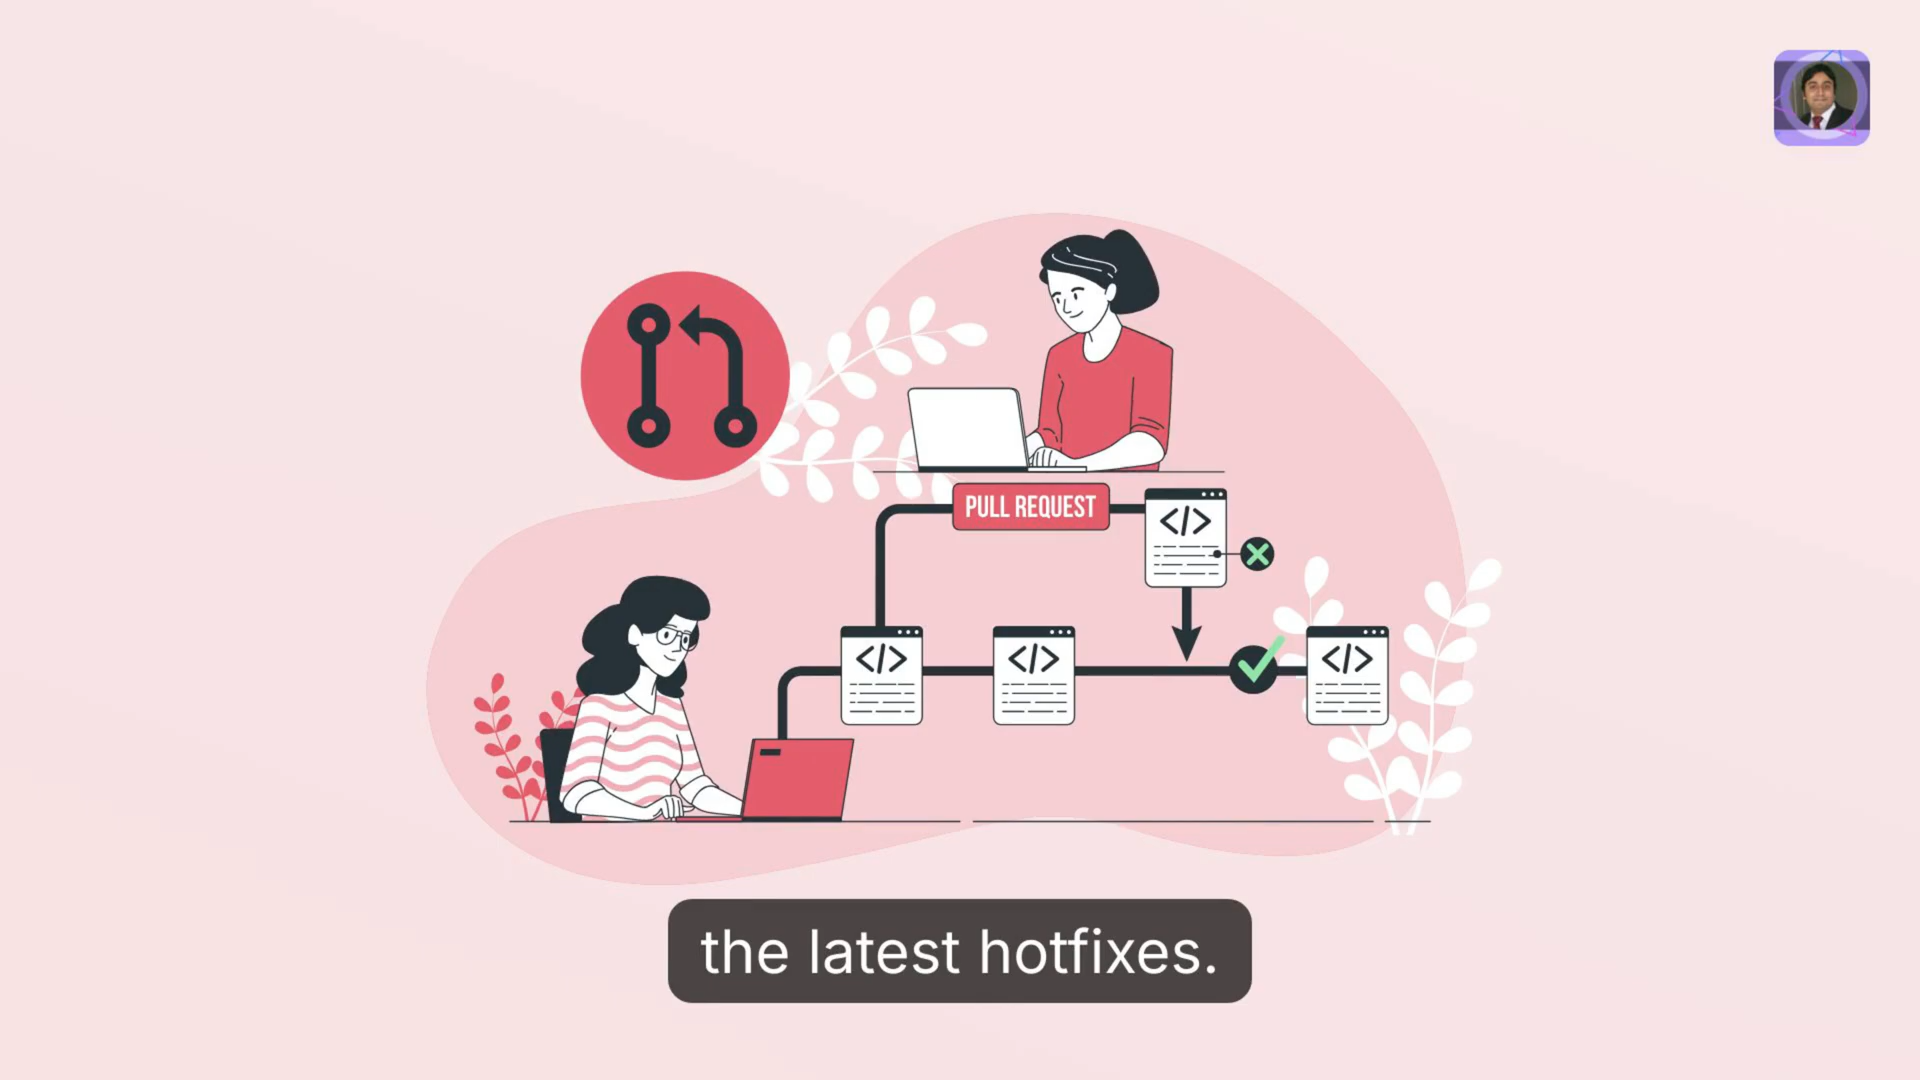 PULL REQUEST
</>
</>
</>
</>
the latest hotfixes.